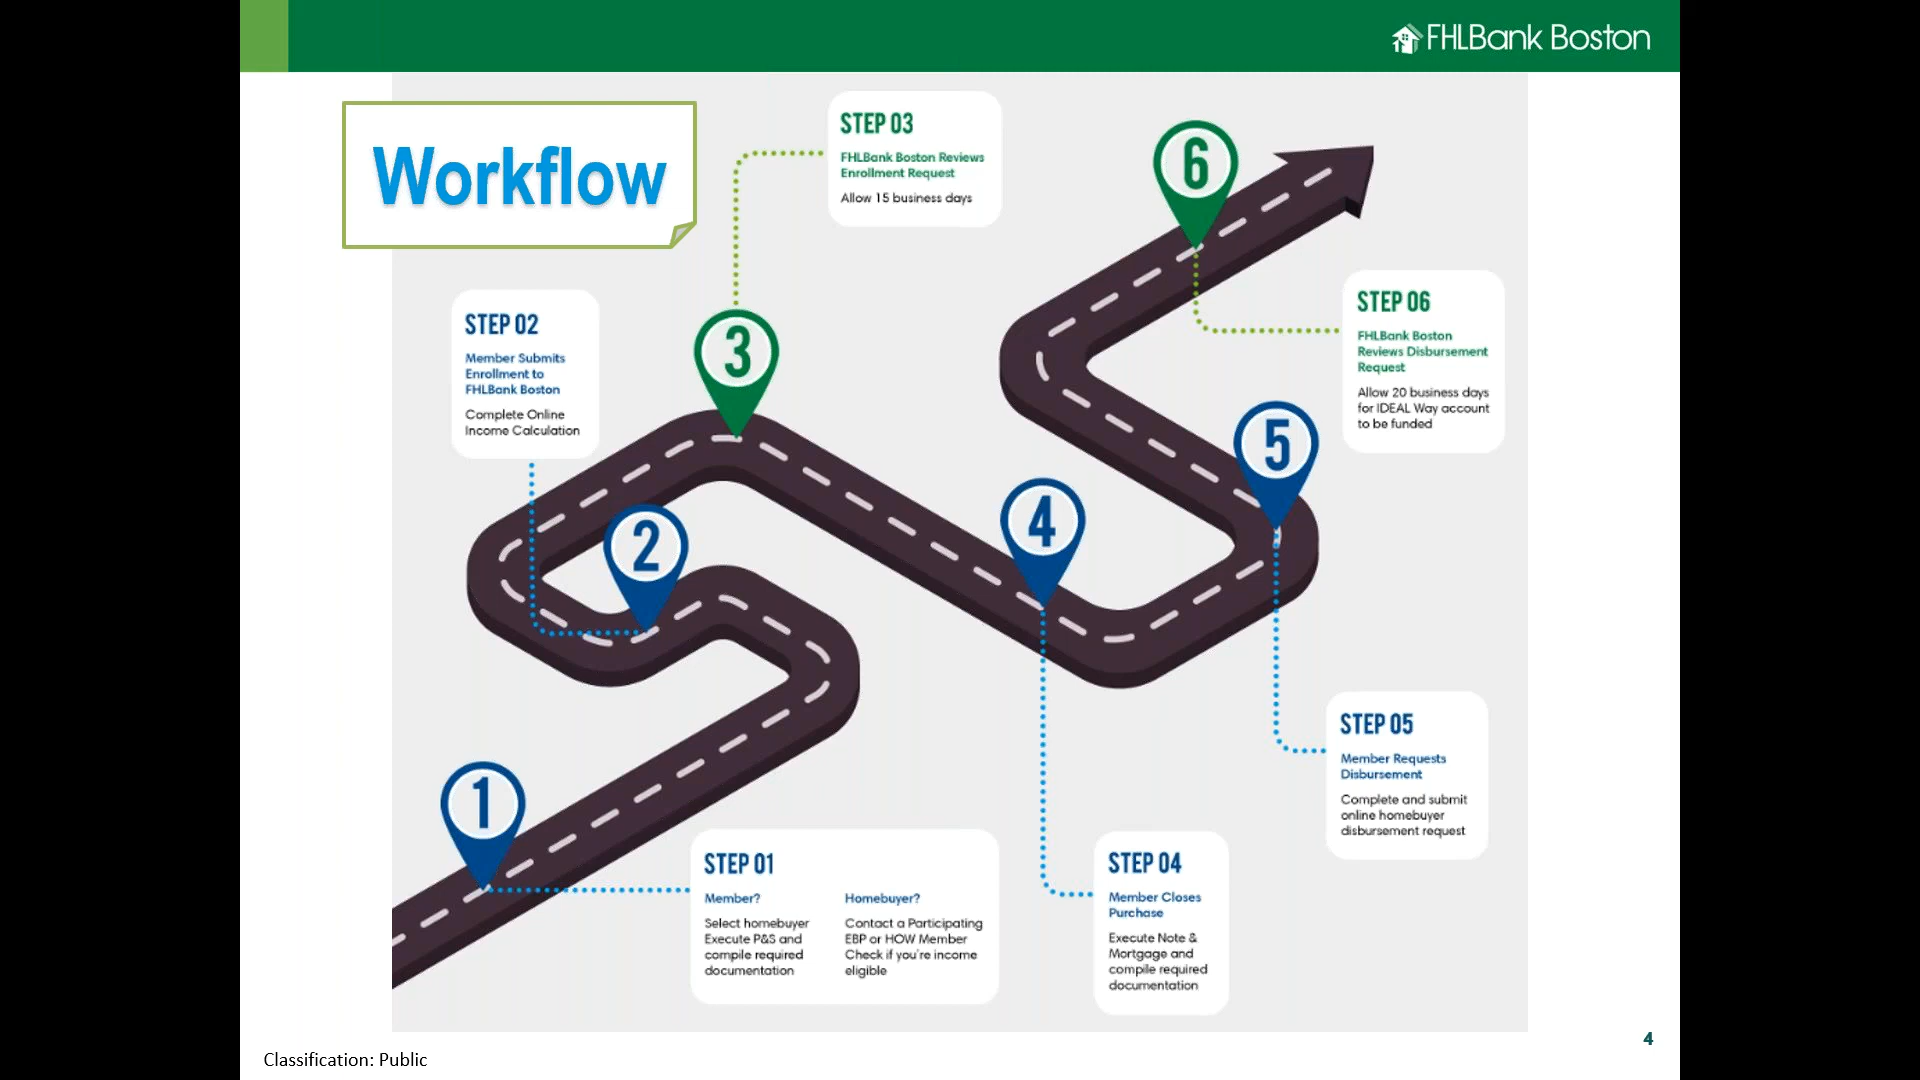 FHLBank Boston
Workflow
STEP 01
Member?
Select homebuyer
Execute P&S and
compile required
documentation
Homebuyer?
Contact a Participating
EBP or HOW Member
Check if you're income
eligible
STEP 02
Member Submits
Enrollment to
FHLBank Boston
Complete Online
Income Calculation
STEP 03
FHLBank Boston Reviews
Enrollment Request
Allow 15 business days
STEP 04
Member Closes
Purchase
Execute Note &
Mortgage and
compile required
documentation
STEP 05
Member Requests
Disbursement
Complete and submit
online homebuyer
disbursement request
STEP 06
FHLBank Boston
Reviews Disbursement
Request
Allow 20 business days
for IDEAL Way account
to be funded
1
2
3
4
5
6
4
Classification: Public